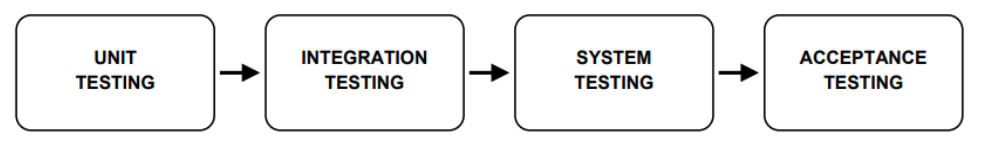 UNIT
TESTING
INTEGRATION
TESTING
SYSTEM
TESTING
ACCEPTANCE
TESTING